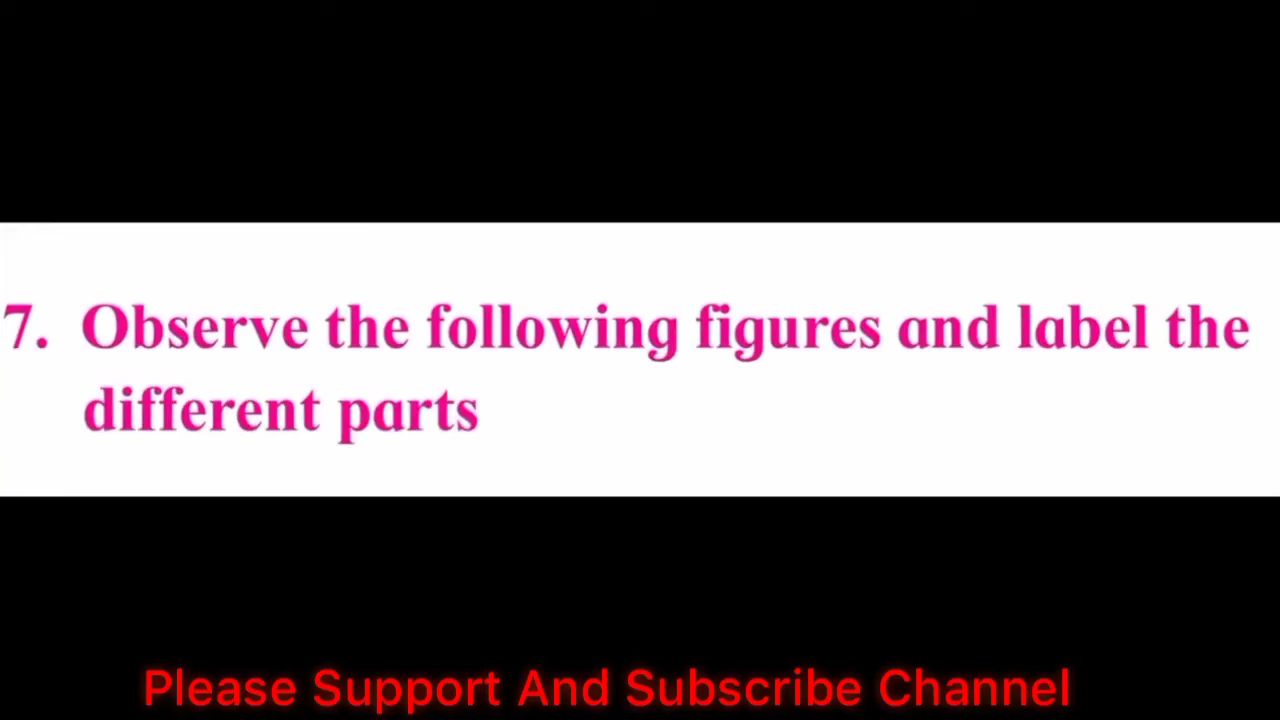 7. Observe the following figures and label the
different parts
Please Support And Subscribe Channel